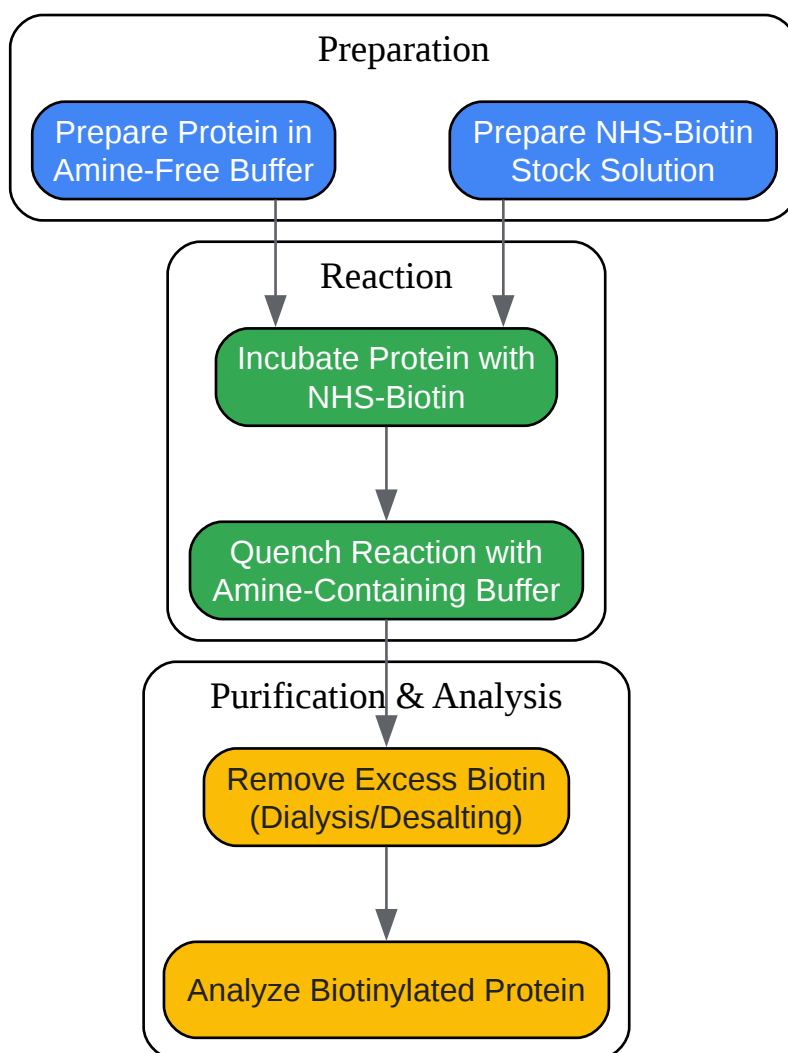 Preparation
Prepare Protein in
Amine-Free Buffer
Prepare NHS-Biotin
Stock Solution
Reaction
Incubate Protein with
NHS-Biotin
Quench Reaction with
Amine-Containing Buffer
Purification & Analysis
Remove Excess Biotin
(Dialysis/Desalting)
Analyze Biotinylated Protein